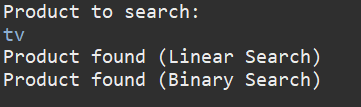 Product to search:
tv
Product found (Linear Search)
Product found (Binary Search)